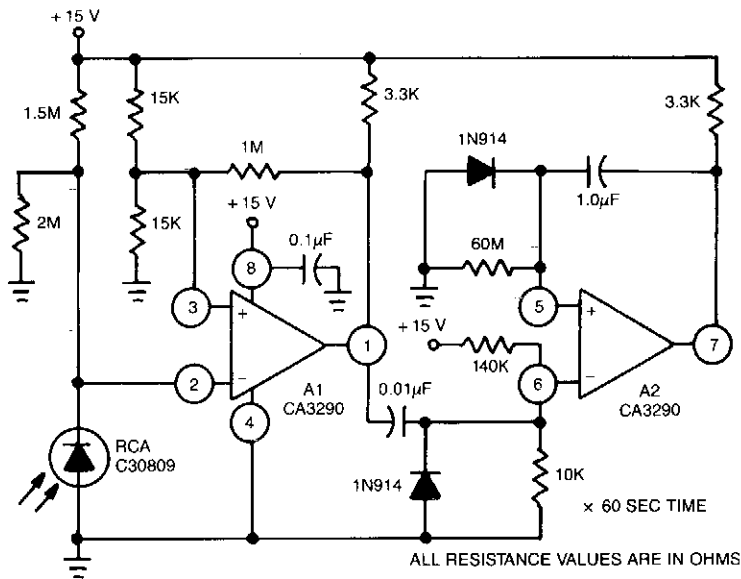 + 15 V
1.5M
15K
3.3K
3.3K
1M
1N914
2M
15K
+ 15 V
0.1µF
1.0µF
60M
8
3
+
5
+
+ 15 V
1
7
140K
2
−
6
−
A1
CA3290
A2
CA3290
4
0.01µF
RCA
C30809
1N914
10K
× 60 SEC TIME
ALL RESISTANCE VALUES ARE IN OHMS